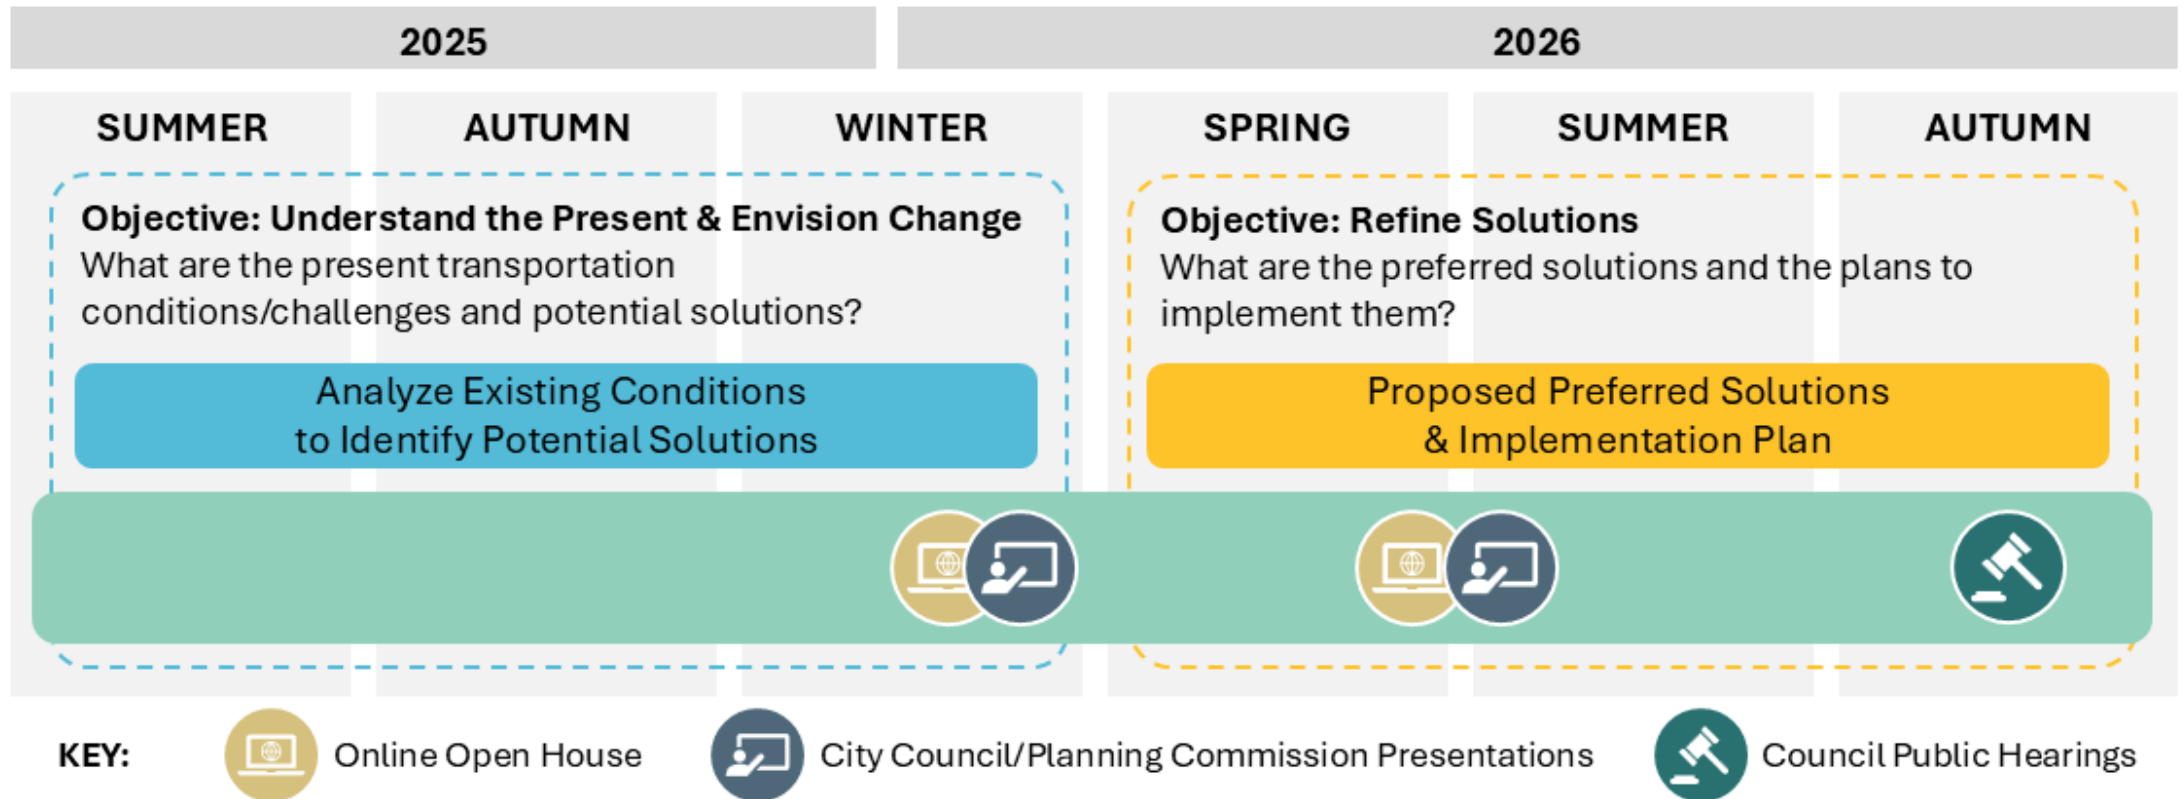 2025
2026
SUMMER
AUTUMN
WINTER
SPRING
SUMMER
AUTUMN
Objective: Understand the Present & Envision Change
What are the present transportation
conditions/challenges and potential solutions?
Analyze Existing Conditions
to Identify Potential Solutions
Objective: Refine Solutions
What are the preferred solutions and the plans to
implement them?
Proposed Preferred Solutions
& Implementation Plan
KEY:
Online Open House
City Council/Planning Commission Presentations
Council Public Hearings